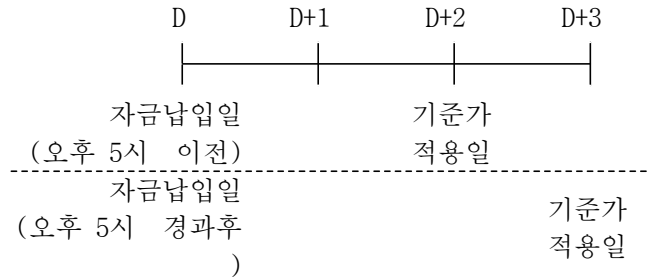 D D+1 D+2 D+3
자금납입일 기준가
(오후 5시 이전) 적용일
자금납입일
(오후 5시 경과후
)
기준가
적용일